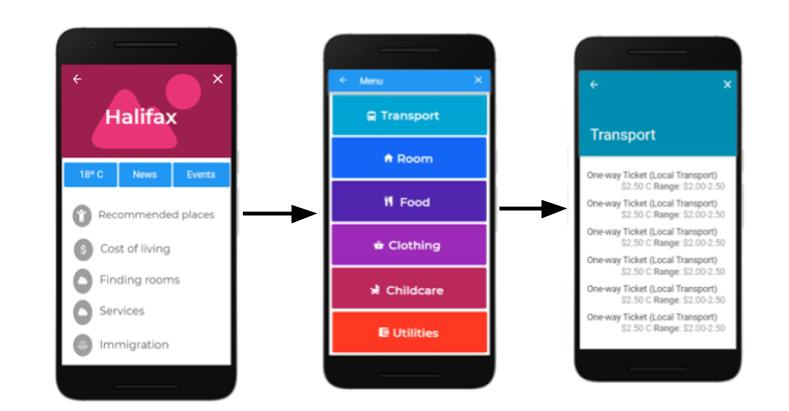 Halifax
18º C News Events
Recommended places
Cost of living
Finding rooms
Services
Immigration
Menu
Transport
Room
Food
Clothing
Childcare
Utilities
Transport
One-way Ticket (Local Transport)
$2.50 C Range: $2.00-2.50
One-way Ticket (Local Transport)
$2.50 C Range: $2.00-2.50
One-way Ticket (Local Transport)
$2.50 C Range: $2.00-2.50
One-way Ticket (Local Transport)
$2.50 C Range: $2.00-2.50
One-way Ticket (Local Transport)
$2.50 C Range: $2.00-2.50
One-way Ticket (Local Transport)
$2.50 C Range: $2.00-2.50